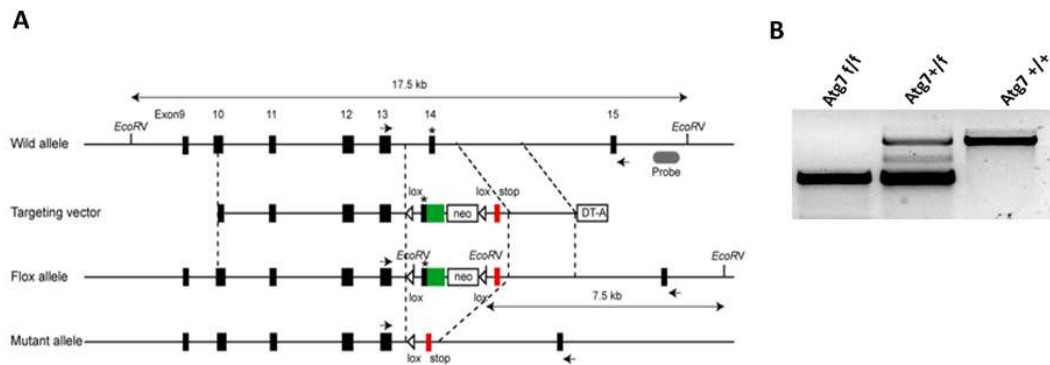 A
17.5 kb
Exon9 10 11 12 13 14 15
EcoRV EcoRV
Wild allele
Probe
lox lox stop
Targeting vector
neo DT-A
EcoRV EcoRV EcoRV
Flox allele
neo
lox lox
7.5 kb
Mutant allele
lox stop
B
Atg7 f/f
Atg7+/f
Atg7 +/+